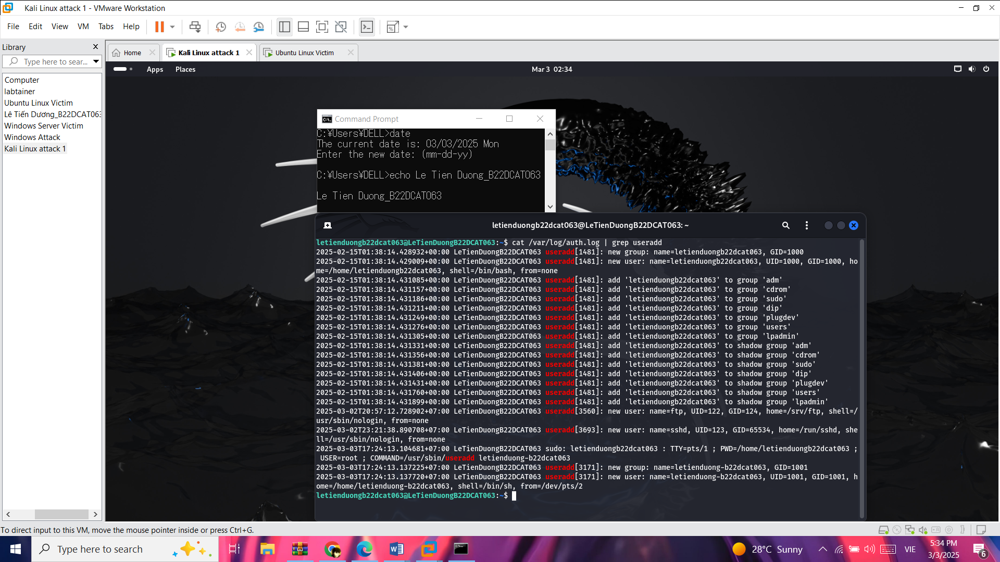 Kali Linux attack 1 - VMware Workstation
File Edit View VM Tabs Help
Library
Type here to sear...
Home
Kali Linux attack 1
Ubuntu Linux Victim
Computer
labtainer
Ubuntu Linux Victim
Lê Tiến Dương_B22DCAT063
Windows Server Victim
Windows Attack
Kali Linux attack 1
Apps Places
Mar 3 02:34
Command Prompt
C:¥Users¥DELL>date
The current date is: 03/03/2025 Mon
Enter the new date: (mm-dd-yy)
C:¥Users¥DELL>echo Le Tien Duong_B22DCAT063
Le Tien Duong_B22DCAT063
letienduongb22dcat063@LeTienDuongB22DCAT063: ~
letienduongb22dcat063@LeTienDuongB22DCAT063:~$ cat /var/log/auth.log | grep useradd
2025-02-15T01:38:14.428932+00:00 LeTienDuongB22DCAT063 useradd[1481]: new group: name=letienduongb22dcat063, GID=1000
2025-02-15T01:38:14.429009+00:00 LeTienDuongB22DCAT063 useradd[1481]: new user: name=letienduongb22dcat063, UID=1000, GID=1000, ho
me=/home/letienduongb22dcat063, shell=/bin/bash, from=none
2025-02-15T01:38:14.431085+00:00 LeTienDuongB22DCAT063 useradd[1481]: add 'letienduongb22dcat063' to group 'adm'
2025-02-15T01:38:14.431157+00:00 LeTienDuongB22DCAT063 useradd[1481]: add 'letienduongb22dcat063' to group 'cdrom'
2025-02-15T01:38:14.431186+00:00 LeTienDuongB22DCAT063 useradd[1481]: add 'letienduongb22dcat063' to group 'sudo'
2025-02-15T01:38:14.431211+00:00 LeTienDuongB22DCAT063 useradd[1481]: add 'letienduongb22dcat063' to group 'dip'
2025-02-15T01:38:14.431249+00:00 LeTienDuongB22DCAT063 useradd[1481]: add 'letienduongb22dcat063' to group 'plugdev'
2025-02-15T01:38:14.431276+00:00 LeTienDuongB22DCAT063 useradd[1481]: add 'letienduongb22dcat063' to group 'users'
2025-02-15T01:38:14.431305+00:00 LeTienDuongB22DCAT063 useradd[1481]: add 'letienduongb22dcat063' to group 'lpadmin'
2025-02-15T01:38:14.431331+00:00 LeTienDuongB22DCAT063 useradd[1481]: add 'letienduongb22dcat063' to shadow group 'adm'
2025-02-15T01:38:14.431356+00:00 LeTienDuongB22DCAT063 useradd[1481]: add 'letienduongb22dcat063' to shadow group 'cdrom'
2025-02-15T01:38:14.431381+00:00 LeTienDuongB22DCAT063 useradd[1481]: add 'letienduongb22dcat063' to shadow group 'sudo'
2025-02-15T01:38:14.431406+00:00 LeTienDuongB22DCAT063 useradd[1481]: add 'letienduongb22dcat063' to shadow group 'dip'
2025-02-15T01:38:14.431431+00:00 LeTienDuongB22DCAT063 useradd[1481]: add 'letienduongb22dcat063' to shadow group 'plugdev'
2025-02-15T01:38:14.431760+00:00 LeTienDuongB22DCAT063 useradd[1481]: add 'letienduongb22dcat063' to shadow group 'users'
2025-02-15T01:38:14.431899+00:00 LeTienDuongB22DCAT063 useradd[1481]: add 'letienduongb22dcat063' to shadow group 'lpadmin'
2025-03-02T20:57:12.728902+07:00 LeTienDuongB22DCAT063 useradd[3560]: new user: name=ftp, UID=122, GID=124, home=/srv/ftp, shell=/
usr/sbin/nologin, from=none
2025-03-02T23:21:38.890708+07:00 LeTienDuongB22DCAT063 useradd[3693]: new user: name=sshd, UID=123, GID=65534, home=/run/sshd, she
ll=/usr/sbin/nologin, from=none
2025-03-03T17:24:13.104681+07:00 LeTienDuongB22DCAT063 sudo: letienduongb22dcat063 : TTY=pts/1 ; PWD=/home/letienduongb22dcat063 ;
USER=root ; COMMAND=/usr/sbin/useradd letienduong-b22dcat063
2025-03-03T17:24:13.137225+07:00 LeTienDuongB22DCAT063 useradd[3171]: new group: name=letienduong-b22dcat063, GID=1001
2025-03-03T17:24:13.137720+07:00 LeTienDuongB22DCAT063 useradd[3171]: new user: name=letienduong-b22dcat063, UID=1001, GID=1001, h
ome=/home/letienduong-b22dcat063, shell=/bin/sh, from=/dev/pts/2
letienduongb22dcat063@LeTienDuongB22DCAT063:~$
To direct input to this VM, move the mouse pointer inside or press Ctrl+G.
Type here to search
28°C Sunny
VIE
5:34 PM
3/3/2025
6